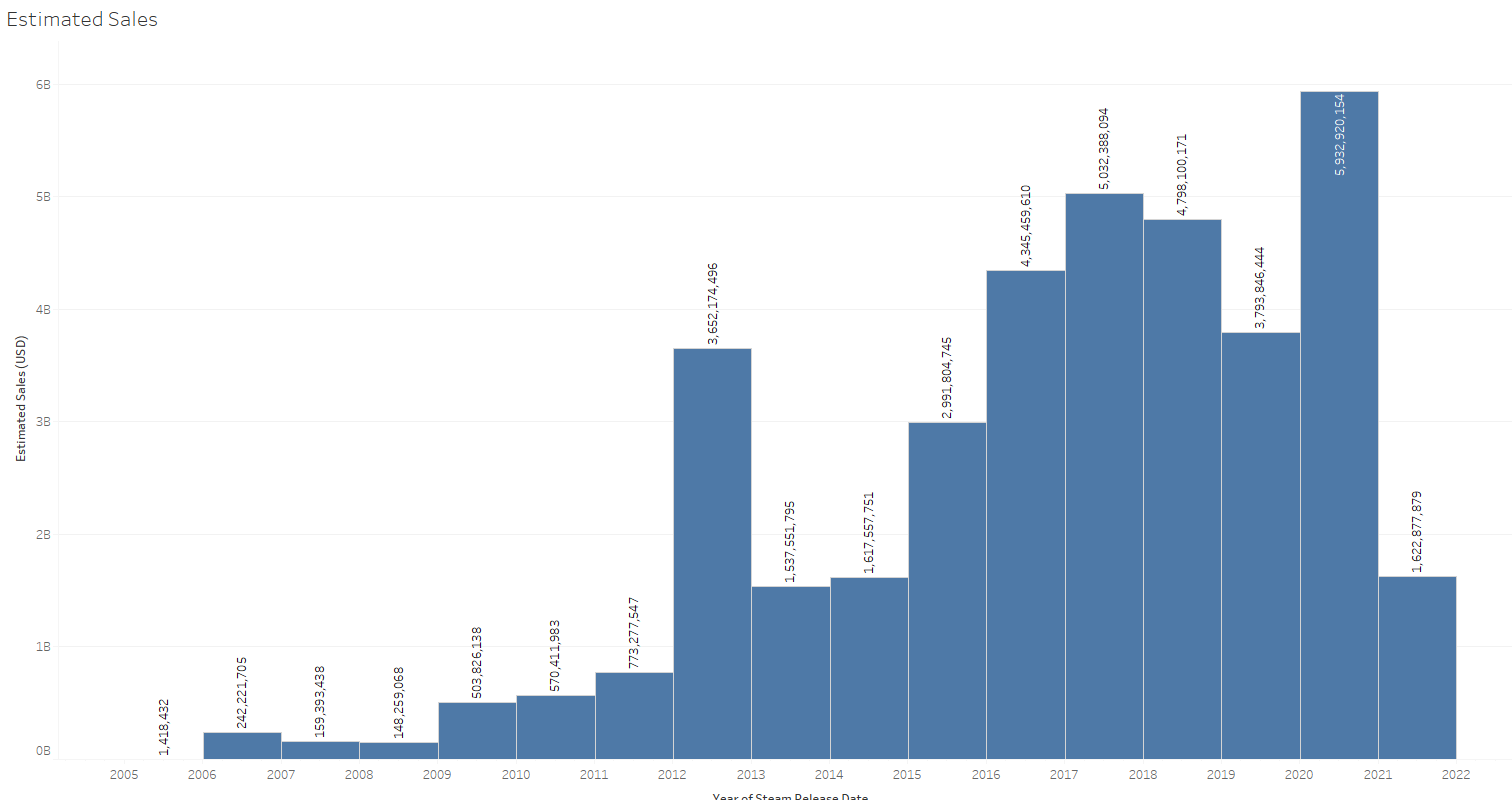 Estimated Sales
6B
5B
4B
3B
2B
1B
0B
Estimated Sales (USD)
1,418,432
242,221,705
159,393,438
148,259,068
503,826,138
570,411,983
773,277,547
3,652,174,496
1,537,551,795
1,617,557,751
2,991,804,745
4,345,459,610
5,032,388,094
4,798,100,171
3,793,846,444
5,932,920,154
1,622,877,879
2005 2006 2007 2008 2009 2010 2011 2012 2013 2014 2015 2016 2017 2018 2019 2020 2021 2022
Year of Steam Release Date